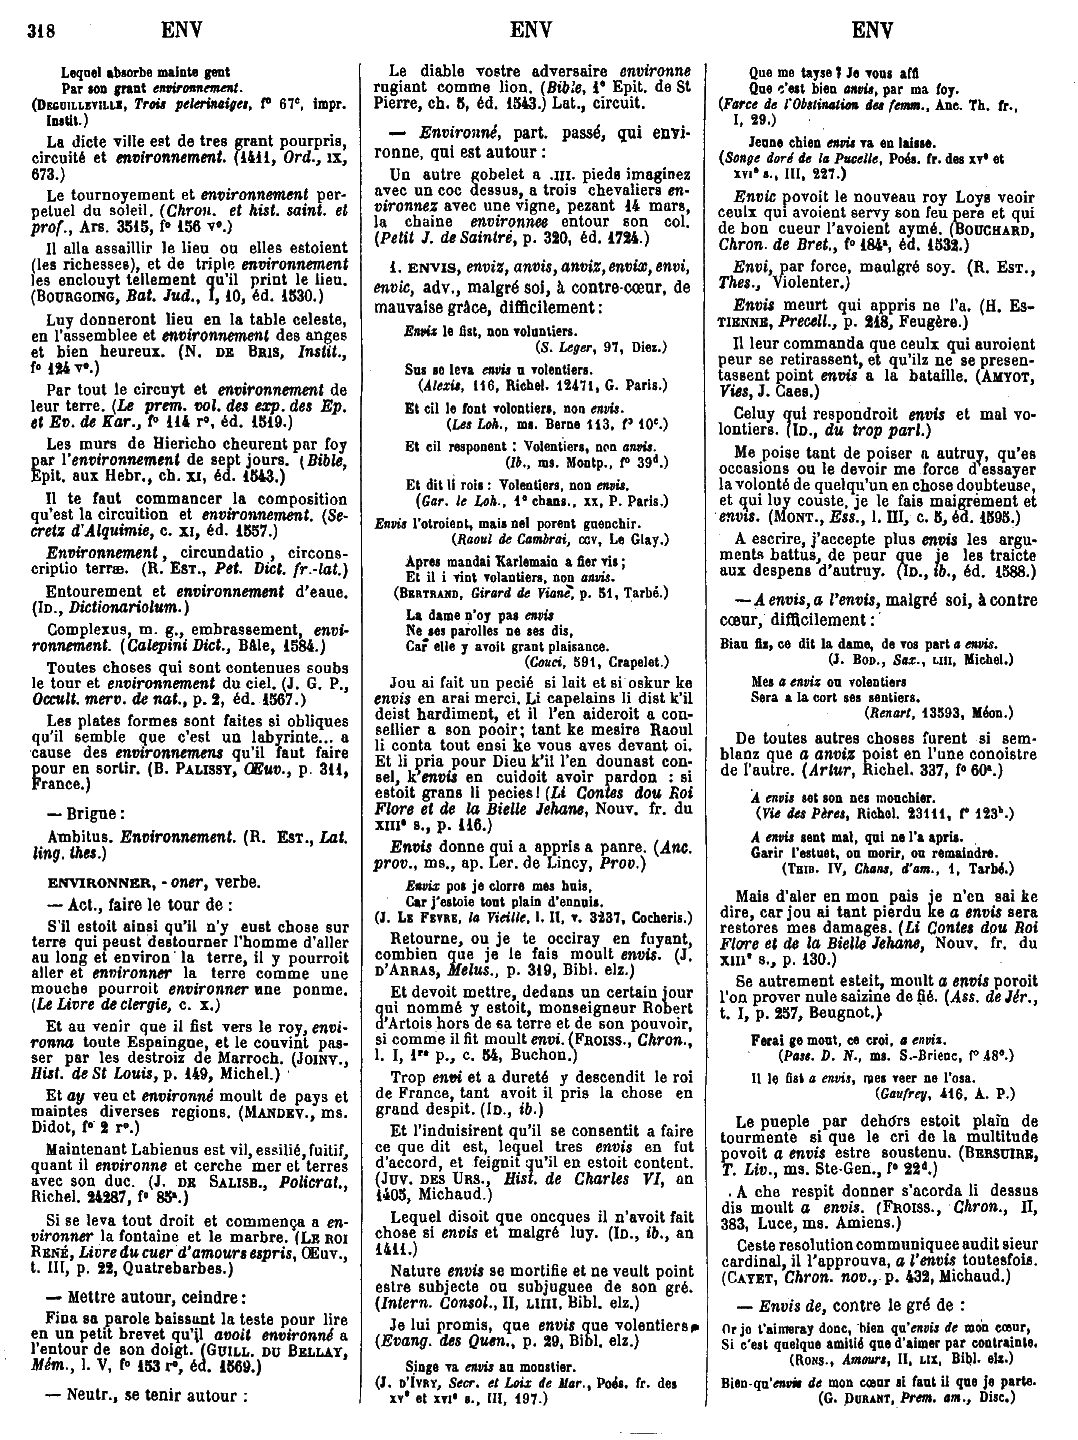 318 ENV ENV ENV
Lequel absorbe mainte gent
Par son grant environnement.
(DEGUILLEVILLE, Trois pelerinaiges, f° 67c, impr.
Instit.)
La dicte ville est de tres grant pourpris,
circuité et environnement. (1411, Ord., IX,
673.)
Le tournoyement et environnement per-
petuel du soleil. (Chron. et hist. saint. et
prof., Ars. 3515, f° 156 v°.)
Il alla assaillir le lieu ou elles estoient
(les richesses), et de triple environnement
les enclouyt tellement qu'il print le lieu.
(BOURGOING, Bat. Jud., I, 10, éd. 1530.)
Luy donneront lieu en la table celeste,
en l'assemblee et environnement des anges
et bien heureux. (N. DE BRIS, Instit.,
f° 124 v°.)
Par tout le circuyt et environnement de
leur terre. (Le prem. vol. des exp. des Ep.
et Ev. de Kar., f° 114 r°, éd. 1519.)
Les murs de Hiericho cheurent par foy
par l'environnement de sept jours. (Bible,
Epit. aux Hebr., ch. XI, éd. 1543.)
Il te faut commancer la composition
qu'est la circuition et environnement. (Se-
cretz d'Alquimie, c. XI, éd. 1557.)
Environnement, circundatio, circons-
criptio terræ. (R. EST., Pet. Dict. fr.-lat.)
Entourement et environnement d'eaue.
(ID., Dictionariolum.)
Complexus, m. g., embrassement, envi-
ronnement. (Calepini Dict., Bâle, 1584.)
Toutes choses qui sont contenues soubs
le tour et environnement du ciel. (J. G. P.,
Occult. merv. de nat., p. 2, éd. 1567.)
Les plates formes sont faites si obliques
qu'il semble que c'est un labyrinte... a
cause des environnemens qu'il faut faire
pour en sortir. (B. PALISSY, Œuv., p. 311,
France.)
— Brigue :
Ambitus. Environnement. (R. EST., Lat.
ling. thes.)
ENVIRONNER, - oner, verbe.
— Act., faire le tour de :
S'il estoit ainsi qu'il n'y eust chose sur
terre qui peust destourner l'homme d'aller
au long et environ la terre, il y pourroit
aller et environner la terre comme une
mouche pourroit environner une ponme.
(Le Livre de clergie, c. X.)
Et au venir que il fist vers le roy, envi-
ronna toute Espaingne, et le couvint pas-
ser par les destroiz de Marroch. (JOINV.,
Hist. de St Louis, p. 149, Michel.)
Et ay veu et environné moult de pays et
maintes diverses regions. (MANDEV., ms.
Didot, f° 2 r°.)
Maintenant Labienus est vil, essilié, fuitif,
quant il environne et cerche mer et terres
avec son duc. (J. DE SALISB., Policrat.,
Richel. 24287, f° 85a.)
Si se leva tout droit et commença a en-
vironner la fontaine et le marbre. (LE ROI
RENÉ, Livre du cuer d'amours espris, Œuv.,
t. III, p. 22, Quatrebarbes.)
— Mettre autour, ceindre :
Fina sa parole baissant la teste pour lire
en un petit brevet qu'il avoit environné a
l'entour de son doigt. (GUILL. DU BELLAY,
Mém., l. V, f° 153 r°, éd. 1569.)
— Neutr., se tenir autour :
Le diable vostre adversaire environne
rugiant comme lion. (Bible, 1e Epit. de St
Pierre, ch. 5, éd. 1543.) Lat., circuit.
— Environné, part. passé, qui envi-
ronne, qui est autour :
Un autre gobelet a .III. pieds imaginez
avec un coc dessus, a trois chevaliers en-
vironnez avec une vigne, pezant 14 mars,
la chaine environnee entour son col.
(Petit J. de Saintré, p. 320, éd. 1724.)
1. ENVIS, enviz, anvis, anviz, envix, envi,
envic, adv., malgré soi, à contre-cœur, de
mauvaise grâce, difficilement :
Enviz le fist, non voluntiers.
(S. Leger, 97, Diez.)
Sus se leva envis u volentiers.
(Alexis, 116, Richel. 12471, G. Paris.)
Et cil le font volontiers, non envis.
(Les Loh., ms. Berne 113, f° 10c.)
Et cil responent : Volentiers, non anvis.
(Ib., ms. Montp., f° 39d.)
Et dit li rois : Volentiers, non envis.
(Gar. le Loh., 1e chans., XX, P. Paris.)
Envis l'otroient, mais nel porent guenchir.
(Raoul de Cambrai, CCV, Le Glay.)
Apres mandai Karlemain a fier vis ;
Et il i vint volantiers, non anvis.
(BERTRAND, Girard de Viane, p. 51, Tarbé.)
La dame n'oy pas envis
Ne ses parolles ne ses dis,
Car elle y avoit grant plaisance.
(Couci, 591, Crapelet.)
Jou ai fait un pecié si lait et si oskur ke
envis en arai merci. Li capelains li dist k'il
deist hardiment, et il l'en aideroit a con-
sellier a son pooir; tant ke mesire Raoul
li conta tout ensi ke vous aves devant oi.
Et li pria pour Dieu k'il l'en dounast con-
sel, k'envis en cuidoit avoir pardon : si
estoit grans li pecies! (Li Contes dou Roi
Flore et de la Bielle Jehane, Nouv. fr. du
XIIIe s., p. 116.)
Envis donne qui a appris a panre. (Anc.
prov., ms., ap. Ler. de Lincy, Prov.)
Envix pos je clorre mes huis,
Car j'estoie tout plain d'ennuis.
(J. LE FEVRE, la Vieille, l. II, v. 3237, Cocheris.)
Retourne, ou je te occiray en fuyant,
combien que je le fais moult envis. (J.
D'ARRAS, Melus., p. 319, Bibl. elz.)
Et devoit mettre, dedans un certain jour
qui nommé y estoit, monseigneur Robert
d'Artois hors de sa terre et de son pouvoir,
si comme il fit moult envi. (FROISS., Chron.,
l. I, 1re p., c. 54, Buchon.)
Trop envi et a dureté y descendit le roi
de France, tant avoit il pris la chose en
grand despit. (ID., ib.)
Et l'induisirent qu'il se consentit a faire
ce que dit est, lequel tres envis en fut
d'accord, et feignit qu'il en estoit content.
(JUV. DES URS., Hist. de Charles VI, an
1405, Michaud.)
Lequel disoit que oncques il n'avoit fait
chose si envis et malgré luy. (ID., ib., an
1411.)
Nature envis se mortifie et ne veult point
estre subjecte ou subjuguee de son gré.
(Intern. Consol., II, LIIII, Bibl. elz.)
Je lui promis, que envis que volentiers.
(Evang. des Quen., p. 29, Bibl. elz.)
Singe va envis au monstier.
(J. D'IVRY, Secr. et Loix de Mar., Poés. fr. des
XVe et XVIe s., III, 197.)
Que me tayse ? Je vous affi
Que c'est bien anvis, par ma foy.
(Farce de l'Obstination des femm., Anc. Th. fr.,
I, 29.)
Jeune chien envis va en laisse.
(Songe doré de la Pucelle, Poés. fr. des XVe et
XVIe s., III, 227.)
Envic povoit le nouveau roy Loys veoir
ceulx qui avoient servy son feu pere et qui
de bon cueur l'avoient aymé. (BOUCHARD,
Chron. de Bret., f° 184a, éd. 1532.)
Envi, par force, maulgré soy. (R. EST.,
Thes., Violenter.)
Envis meurt qui appris ne l'a. (H. ES-
TIENNE, Precell., p. 218, Feugère.)
Il leur commanda que ceulx qui auroient
peur se retirassent, et qu'ilz ne se presen-
tassent point envis a la bataille. (AMYOT,
Vies, J. Caes.)
Celuy qui respondroit envis et mal vo-
lontiers. (ID., du trop parl.)
Me poise tant de poiser a autruy, qu'es
occasions ou le devoir me force d'essayer
la volonté de quelqu'un en chose doubteuse,
et qui luy couste, je le fais maigrement et
envis. (MONT., Ess., l. III, c. 5, éd. 1595.)
A escrire, j'accepte plus envis les argu-
ments battus, de peur que je les traicte
aux despens d'autruy. (ID., ib., éd. 1588.)
— A envis, a l'envis, malgré soi, à contre
cœur, difficilement :
Bian fis, ce dit la dame, de vos part a envis.
(J. BOD., Sax., LIII, Michel.)
Mes a enviz ou volentiers
Sera a la cort ses sentiers.
(Renart, 13593, Méon.)
De toutes autres choses furent si sem-
blanz que a anviz poist en l'une conoistre
de l'autre. (Artur, Richel. 337, f° 60a.)
A envis set son nes mouchier.
(Vie des Pères, Richel. 23111, f° 123b.)
A envis sent mal, qui ne l'a apris.
Garir l'estuet, ou morir, ou remaindre.
(THIB. IV, Chans. d'am., 1, Tarbé.)
Mais d'aler en mon pais je n'en sai ke
dire, car jou ai tant pierdu ke a envis sera
restores mes damages. (Li Contes dou Roi
Flore et de la Bielle Jehane, Nouv. fr. du
XIIIe s., p. 130.)
Se autrement esteit, moult a envis poroit
l'on prover nule saizine de fié. (Ass. de Jér.,
t. I, p. 257, Beugnot.)
Ferai ge mout, ce croi, a envis.
(Pass. D. N., ms. S.-Brieuc, f° 48e.)
Il le fist a envis, mes veer ne l'osa.
(Gaufrey, 416, A. P.)
Le pueple par dehors estoit plain de
tourmente si que le cri de la multitude
povoit a envis estre soustenu. (BERSUIRE,
T. Liv., ms. Ste-Gen., f° 22d.)
A che respit donner s'acorda li dessus
dis moult a envis. (FROISS., Chron., II,
383, Luce, ms. Amiens.)
Ceste resolution communiquee audit sieur
cardinal, il l'approuva, a l'envis toutesfois.
(CAYET, Chron. nov., p. 432, Michaud.)
— Envis de, contre le gré de :
Or je t'aimeray donc, bien qu'envis de mon cœur,
Si c'est quelque amitié que d'aimer par contrainte.
(RONS., Amours, II, LIX, Bibl. elz.)
Bien-qu'envis de mon cœur si faut il que je parte.
(G. DURANT, Prem. am., Disc.)